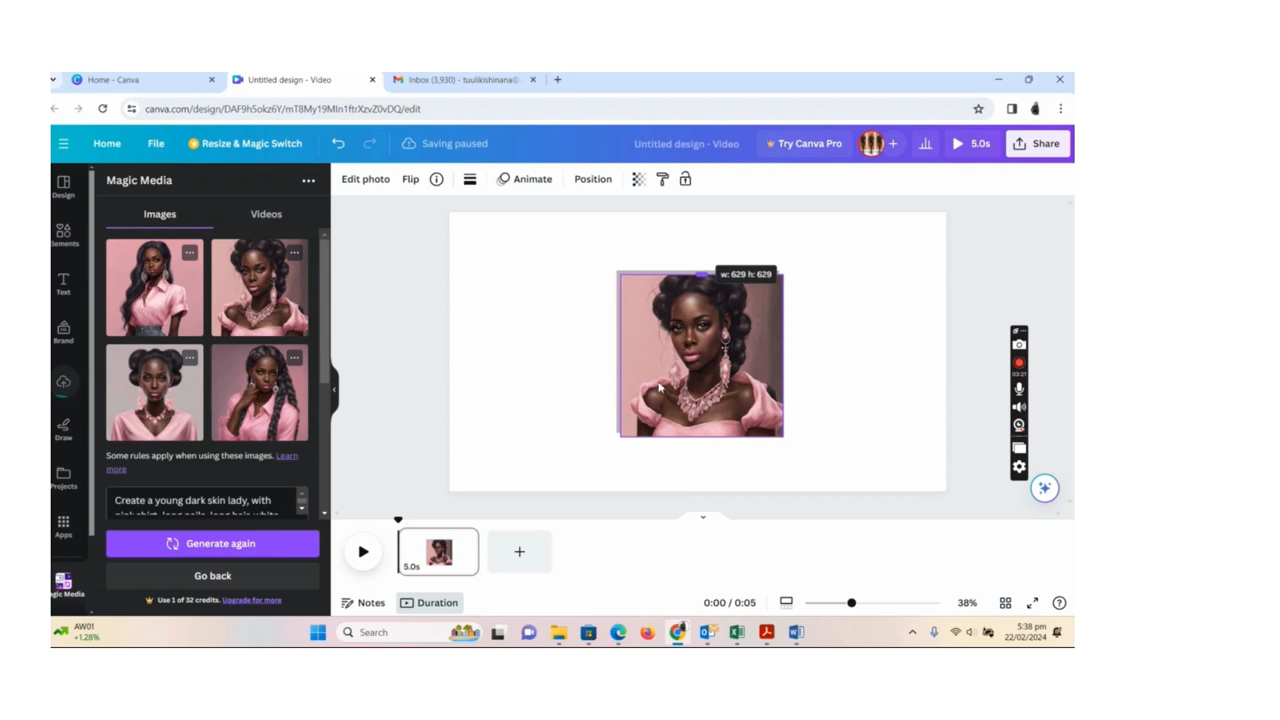 Home - Canva
Untitled design - Video
Inbox (3,930) - tuulikishinana@
canva.com/design/DAF9h5okz6Y/mT8My19MIn1ftrXzvZ0vDQ/edit
Home
File
Resize & Magic Switch
Saving paused
Untitled design - Video
Try Canva Pro
5.0s
Share
Magic Media
Edit photo
Flip
Animate
Position
Design
Images
Videos
Elements
w: 629 h: 629
Text
Brand
03:21
Draw
Some rules apply when using these images. Learn
more
Projects
Create a young dark skin lady, with
Apps
Generate again
5.0s
Go back
gic Media
Use 1 of 32 credits. Upgrade for more
Notes
Duration
0:00 / 0:05
38%
AW01
+1.28%
Search
5:38 pm
22/02/2024